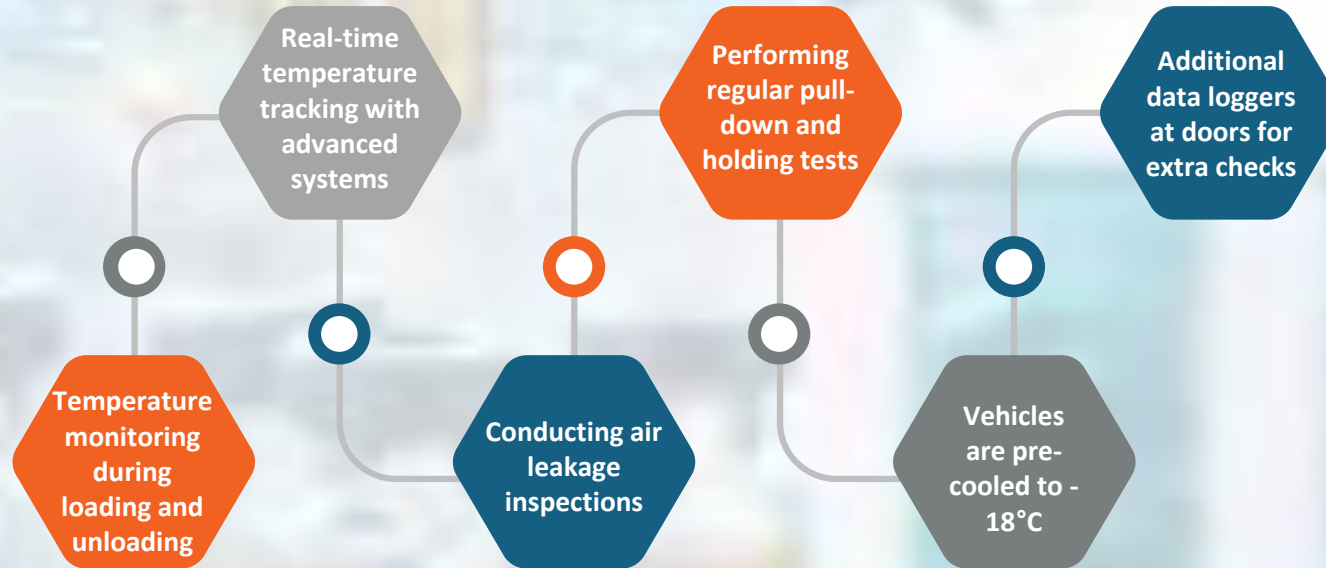 Temperature
monitoring
during
loading and
unloading
Real-time
temperature
tracking with
advanced
systems
Conducting air
leakage
inspections
Performing
regular pull-
down and
holding tests
Vehicles
are pre-
cooled to -
18°C
Additional
data loggers
at doors for
extra checks